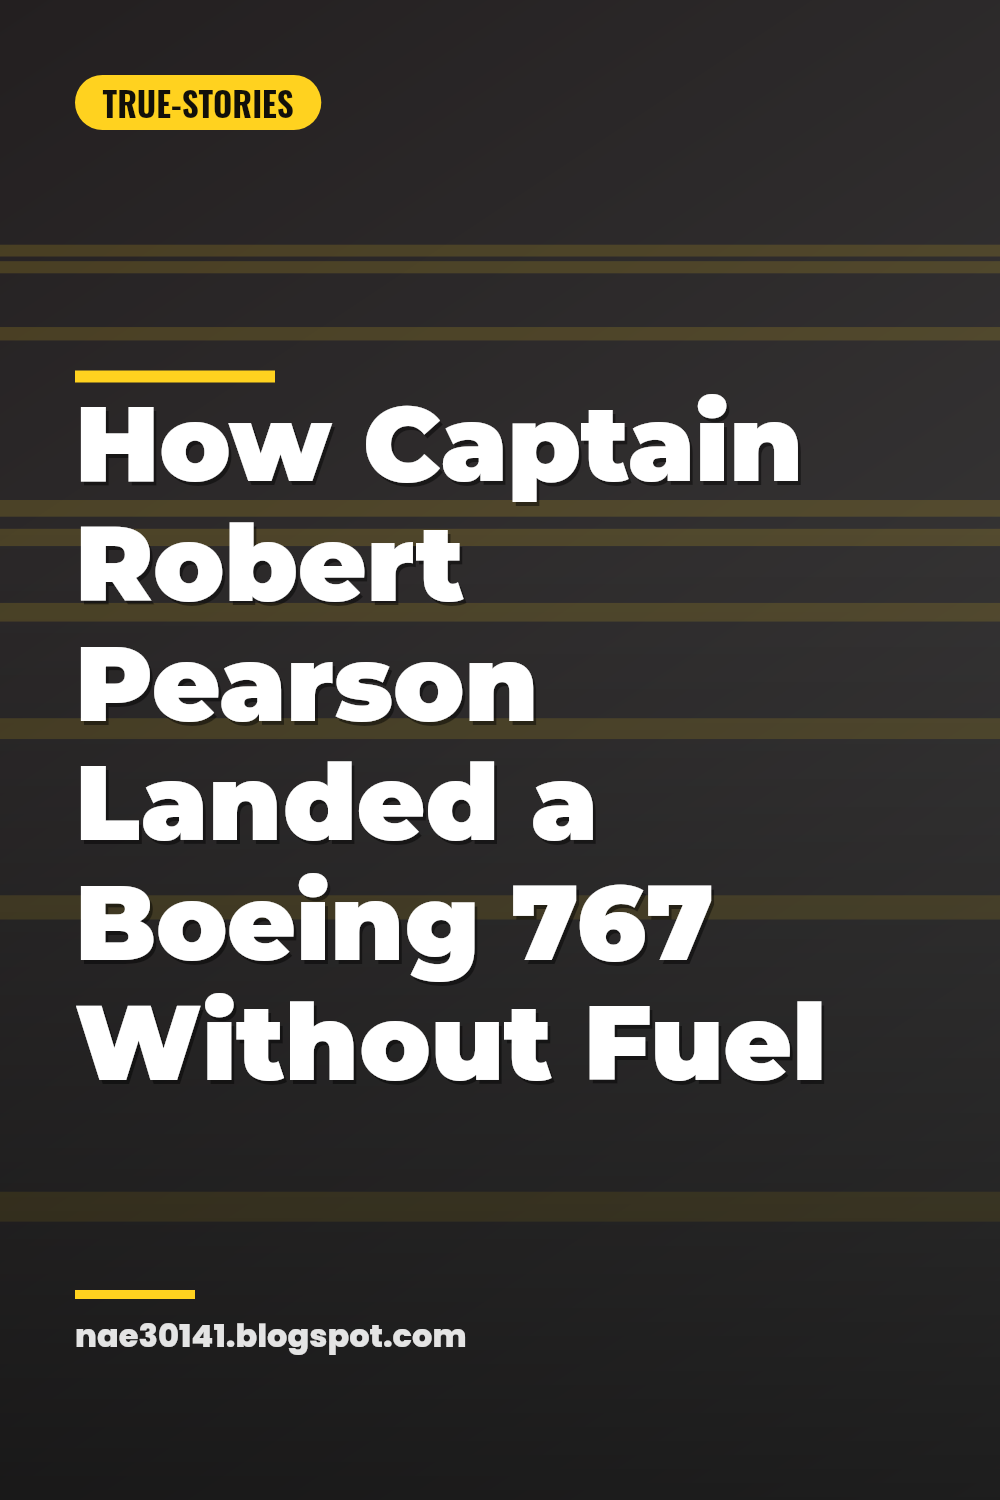 TRUE-STORIES
How Captain
Robert
Pearson
Landed a
Boeing 767
Without Fuel
nae30141.blogspot.com